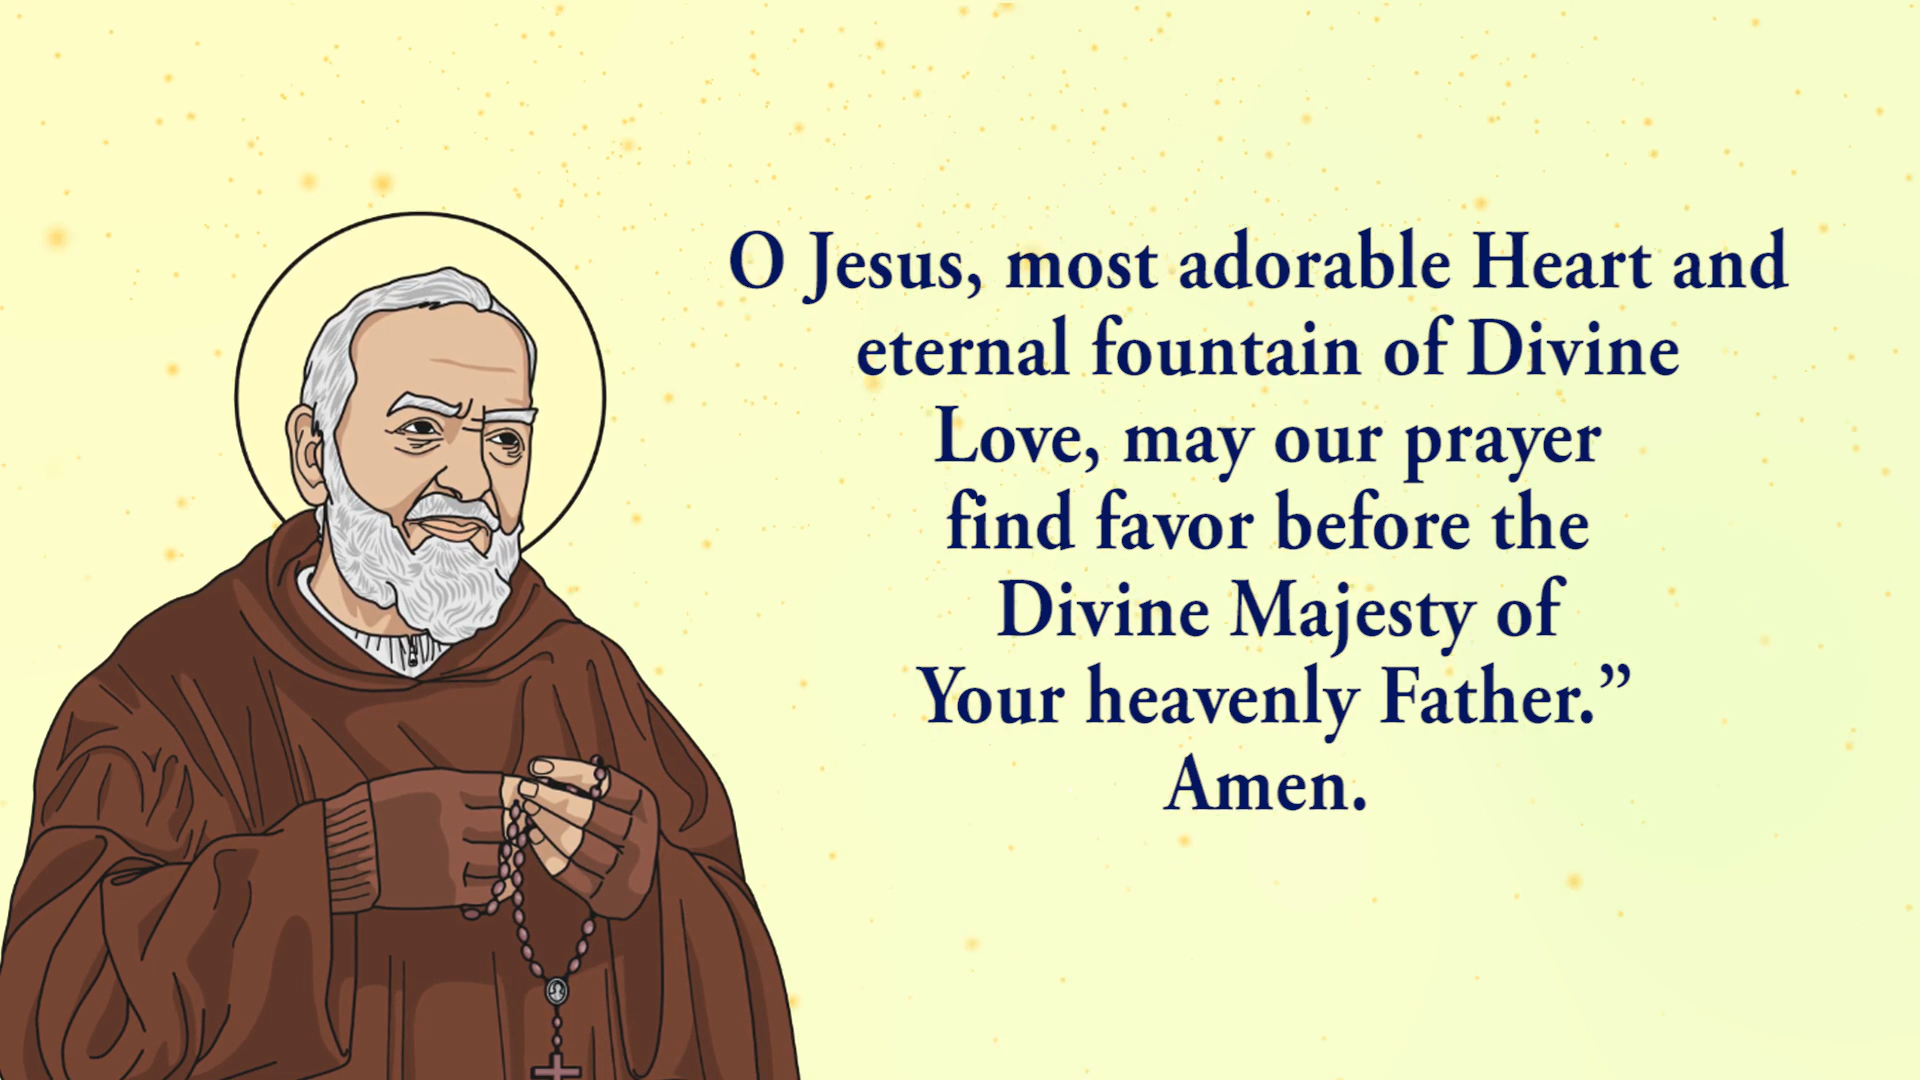 O Jesus, most adorable Heart and
eternal fountain of Divine
Love, may our prayer
find favor before the
Divine Majesty of
Your heavenly Father.”
Amen.